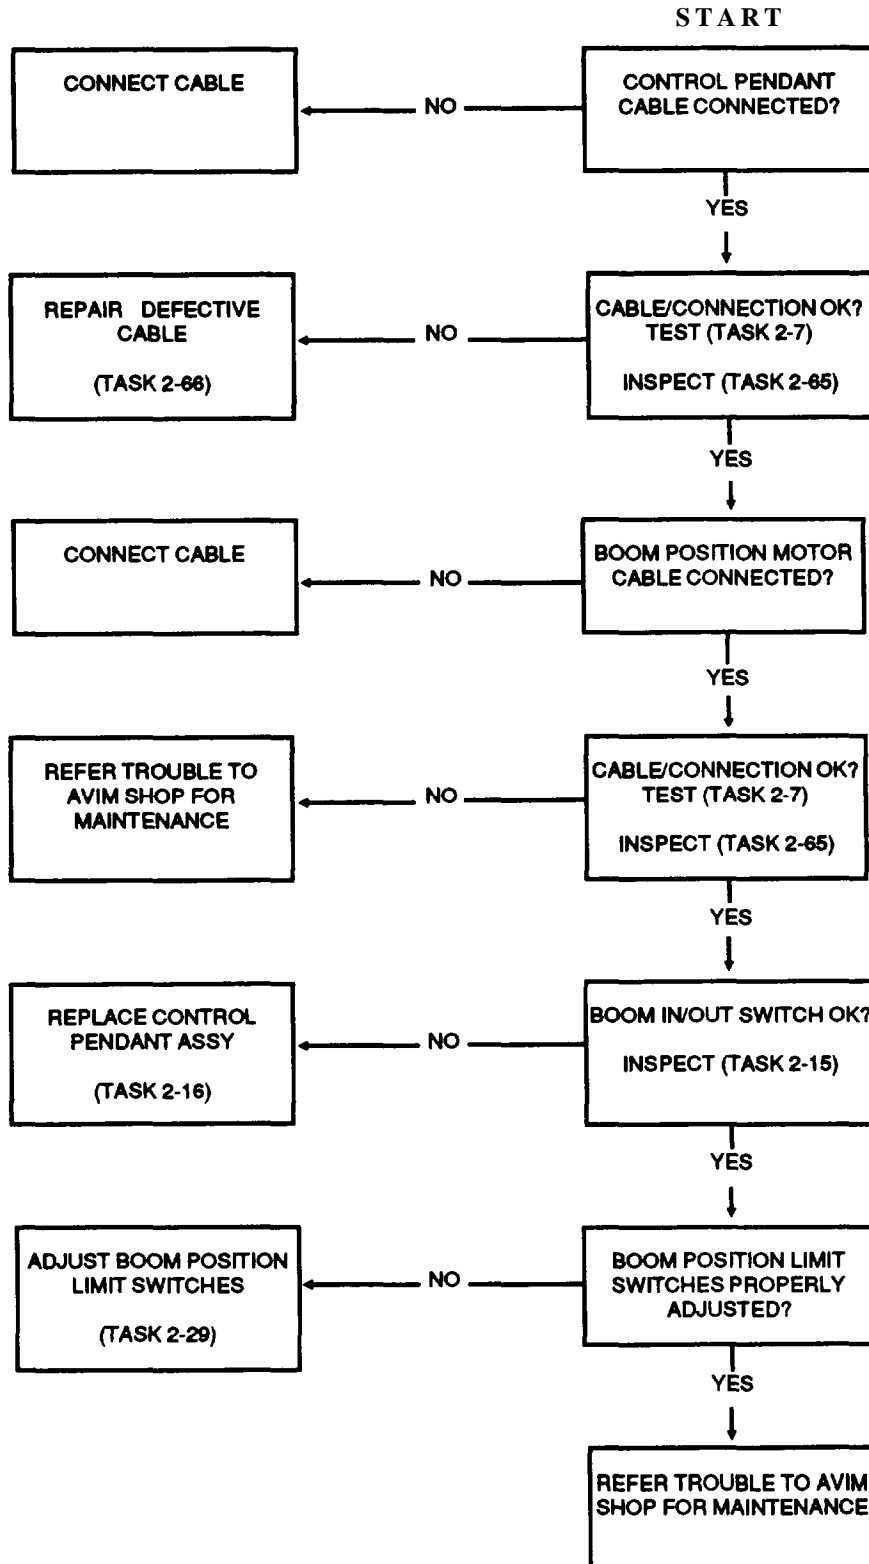 START
CONNECT CABLE
NO
CONTROL PENDANT
CABLE CONNECTED?
YES
REPAIR DEFECTIVE
CABLE
(TASK 2-66)
NO
CABLE/CONNECTION OK?
TEST (TASK 2-7)
INSPECT (TASK 2-65)
YES
CONNECT CABLE
NO
BOOM POSITION MOTOR
CABLE CONNECTED?
YES
REFER TROUBLE TO
AVIM SHOP FOR
MAINTENANCE
NO
CABLE/CONNECTION OK?
TEST (TASK 2-7)
INSPECT (TASK 2-65)
YES
REPLACE CONTROL
PENDANT ASSY
(TASK 2-16)
NO
BOOM IN/OUT SWITCH OK?
INSPECT (TASK 2-15)
YES
ADJUST BOOM POSITION
LIMIT SWITCHES
(TASK 2-29)
NO
BOOM POSITION LIMIT
SWITCHES PROPERLY
ADJUSTED?
YES
REFER TROUBLE TO AVIM
SHOP FOR MAINTENANCE